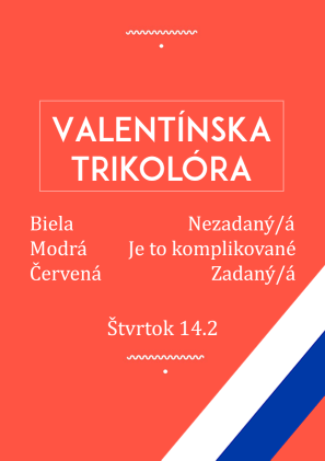 VALENTÍNSKA
TRIKOLÓRA
Biela Nezadaný/á
Modrá Je to komplikované
Červená Zadaný/á
Štvrtok 14.2